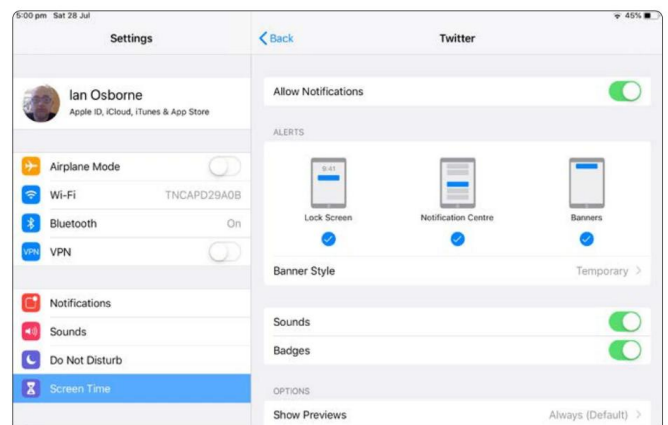 5:00 pm Sat 28 Jul
45%
Settings
Ian Osborne
Apple ID, iCloud, iTunes & App Store
Airplane Mode
Wi-Fi TNCAPD29A0B
Bluetooth On
VPN VPN
Notifications
Sounds
Do Not Disturb
Screen Time
Back Twitter
Allow Notifications
ALERTS
9:41
Lock Screen Notification Centre Banners
Banner Style Temporary
Sounds
Badges
OPTIONS
Show Previews Always (Default)